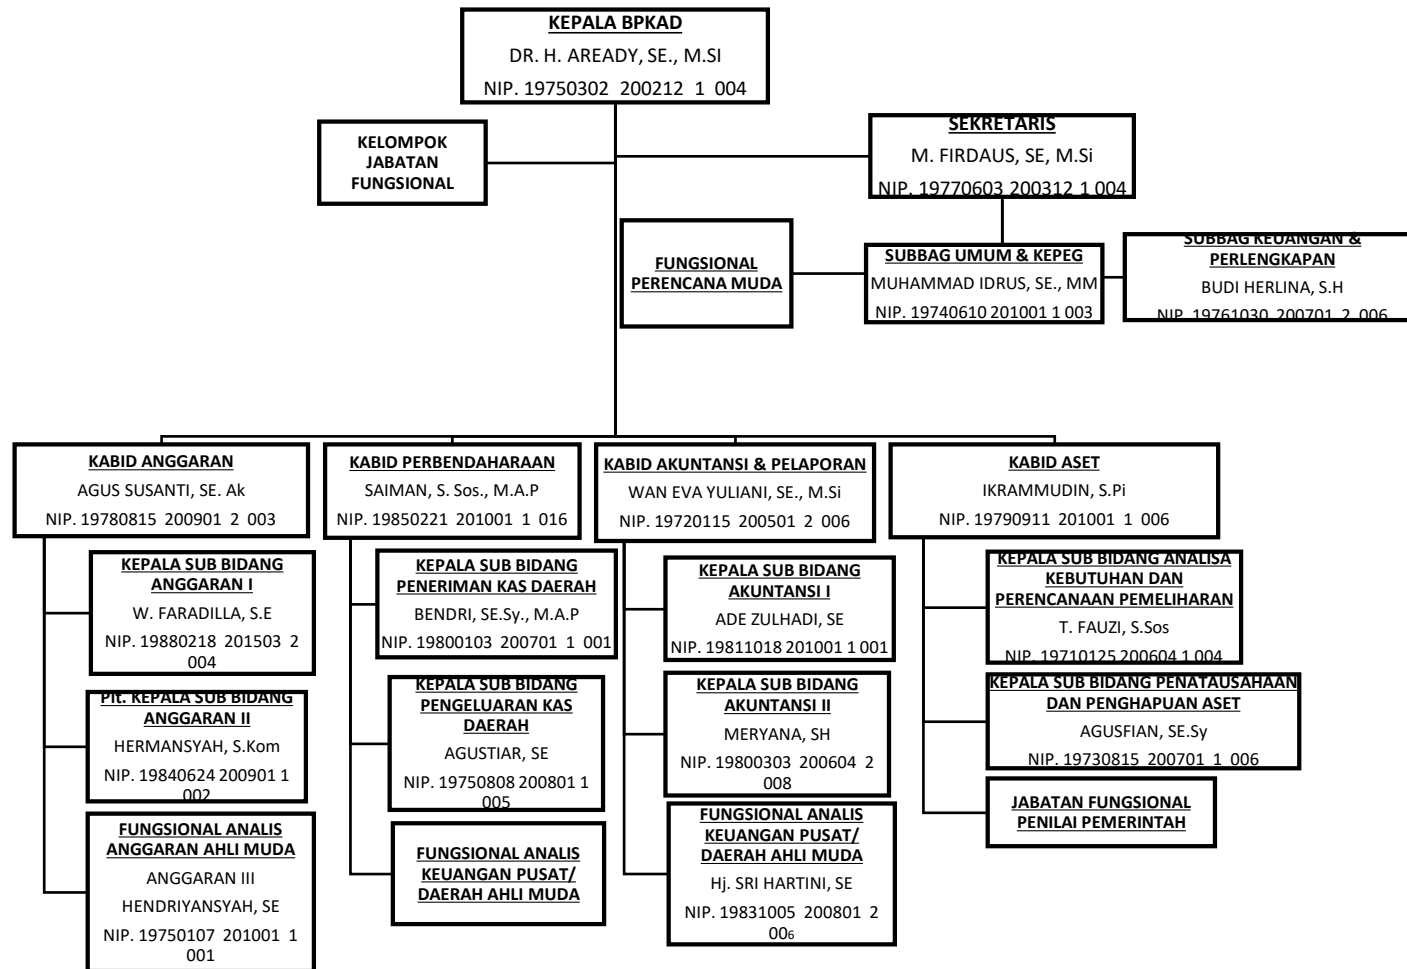 KEPALA BPKAD
DR. H. AREADY, SE., M.SI
NIP. 19750302 200212 1 004
KELOMPOK
JABATAN
FUNGSIONAL
SEKRETARIS
M. FIRDAUS, SE, M.Si
NIP. 19770603 200312 1 004
FUNGSIONAL
PERENCANA MUDA
SUBBAG UMUM & KEPEG
MUHAMMAD IDRUS, SE., MM
NIP. 19740610 201001 1 003
SUBBAG KEUANGAN &
PERLENGKAPAN
BUDI HERLINA, S.H
NIP. 19761030 200701 2 006
KABID ANGGARAN
AGUS SUSANTI, SE. Ak
NIP. 19780815 200901 2 003
KABID PERBENDAHARAAN
SAIMAN, S. Sos., M.A.P
NIP. 19850221 201001 1 016
KABID AKUNTANSI & PELAPORAN
WAN EVA YULIANI, SE., M.Si
NIP. 19720115 200501 2 006
KABID ASET
IKRAMMUDIN, S.Pi
NIP. 19790911 201001 1 006
KEPALA SUB BIDANG
ANGGARAN I
W. FARADILLA, S.E
NIP. 19880218 201503 2
004
Plt. KEPALA SUB BIDANG
ANGGARAN II
HERMANSYAH, S.Kom
NIP. 19840624 200901 1
002
FUNGSIONAL ANALIS
ANGGARAN AHLI MUDA
ANGGARAN III
HENDRIYANSYAH, SE
NIP. 19750107 201001 1
001
KEPALA SUB BIDANG
PENERIMAN KAS DAERAH
BENDRI, SE.Sy., M.A.P
NIP. 19800103 200701 1 001
KEPALA SUB BIDANG
PENGELUARAN KAS
DAERAH
AGUSTIAR, SE
NIP. 19750808 200801 1
005
FUNGSIONAL ANALIS
KEUANGAN PUSAT/
DAERAH AHLI MUDA
KEPALA SUB BIDANG
AKUNTANSI I
ADE ZULHADI, SE
NIP. 19811018 201001 1 001
KEPALA SUB BIDANG
AKUNTANSI II
MERYANA, SH
NIP. 19800303 200604 2
008
FUNGSIONAL ANALIS
KEUANGAN PUSAT/
DAERAH AHLI MUDA
Hj. SRI HARTINI, SE
NIP. 19831005 200801 2
006
KEPALA SUB BIDANG ANALISA
KEBUTUHAN DAN
PERENCANAAN PEMELIHARAN
T. FAUZI, S.Sos
NIP. 19710125 200604 1 004
KEPALA SUB BIDANG PENATAUSAHAAN
DAN PENGHAPUAN ASET
AGUSFIAN, SE.Sy
NIP. 19730815 200701 1 006
JABATAN FUNGSIONAL
PENILAI PEMERINTAH